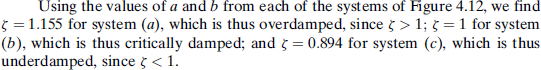 Using the values of a and b from each of the systems of Figure 4.12, we find
ζ = 1.155 for system (a), which is thus overdamped, since ζ > 1; ζ = 1 for system
(b), which is thus critically damped; and ζ = 0.894 for system (c), which is thus
underdamped, since ζ < 1.